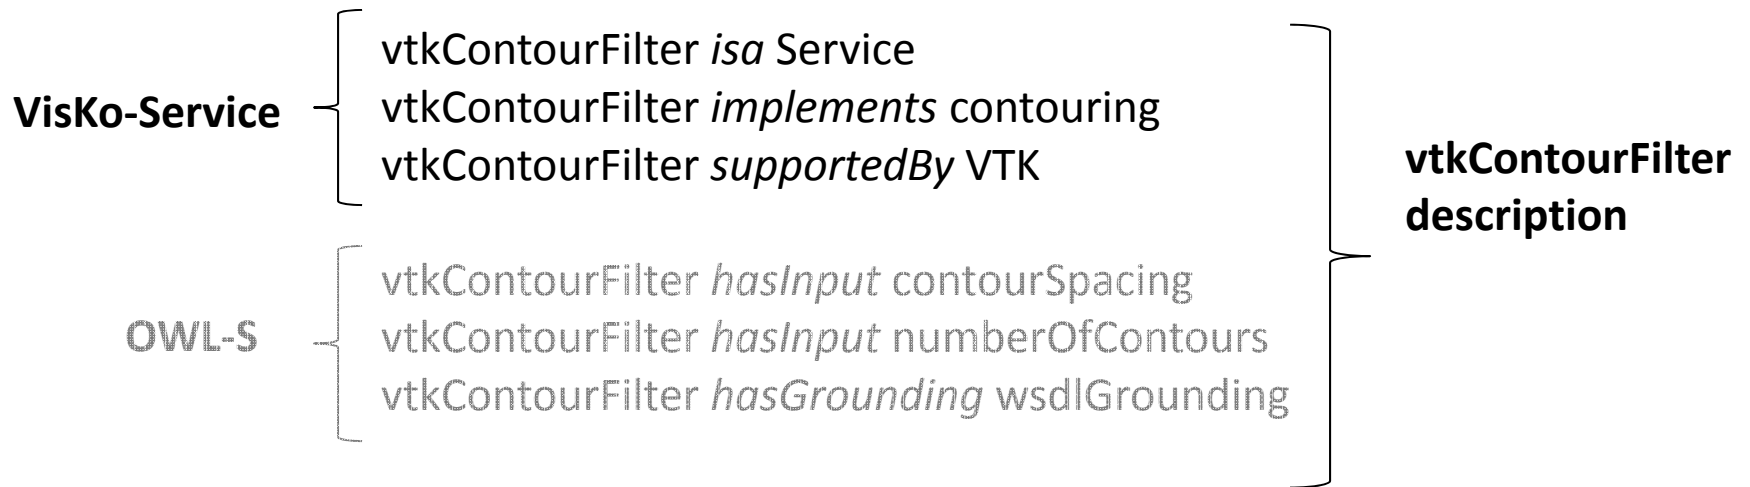 VisKo-Service
vtkContourFilter isa Service
vtkContourFilter implements contouring
vtkContourFilter supportedBy VTK
OWL-S
vtkContourFilter hasInput contourSpacing
vtkContourFilter hasInput numberOfContours
vtkContourFilter hasGrounding wsdlGrounding
vtkContourFilter
description